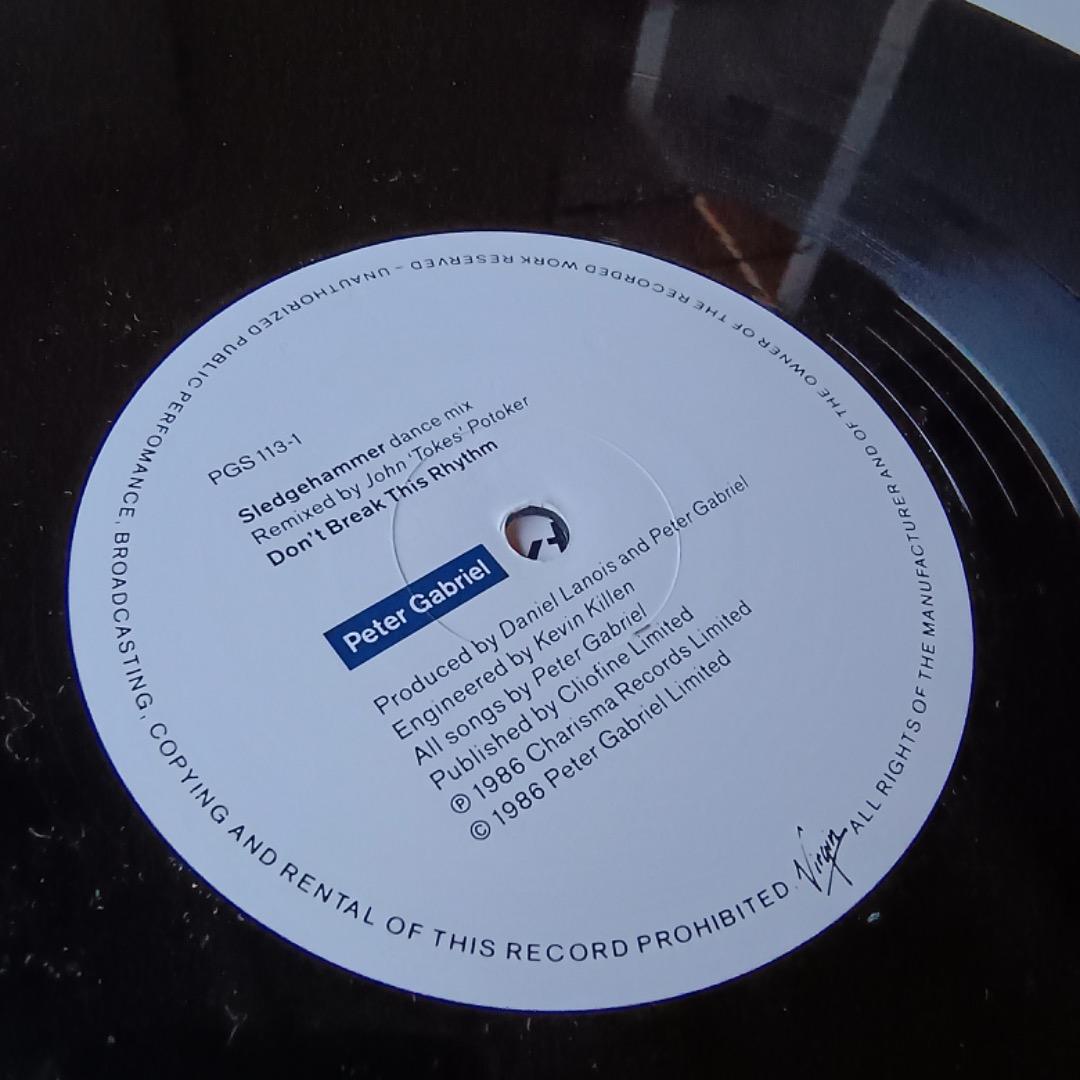 PGS 113-1
Sledgehammer dance mix
Remixed by John 'Tokes' Potoker
Don't Break This Rhythm
Peter Gabriel
Produced by Daniel Lanois and Peter Gabriel
Engineered by Kevin Killen
All songs by Peter Gabriel
Published by Cliofine Limited
℗ 1986 Charisma Records Limited
© 1986 Peter Gabriel Limited
Virgin ALL RIGHTS OF THE MANUFACTURER AND OF THE OWNER OF THE RECORDED WORK RESERVED – UNAUTHORIZED PUBLIC PERFOMANCE, BROADCASTING, COPYING AND RENTAL OF THIS RECORD PROHIBITED.